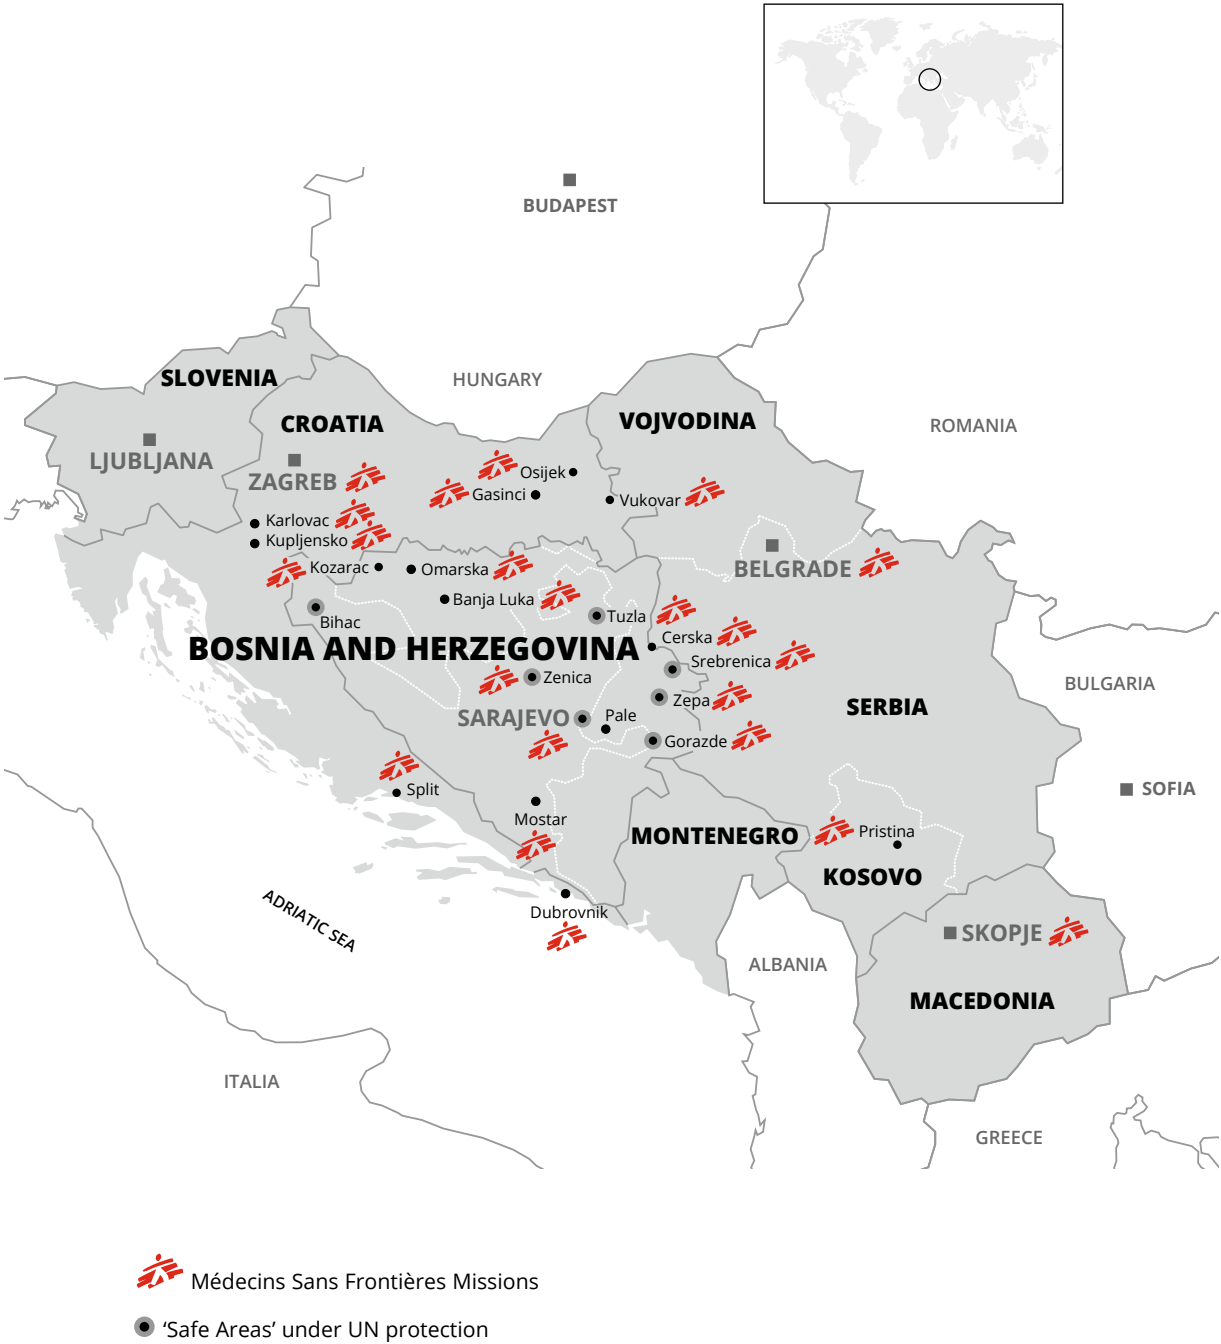 BUDAPEST
SLOVENIA
HUNGARY
CROATIA
VOJVODINA
ROMANIA
LJUBLJANA
ZAGREB
Osijek
Gasinci
Vukovar
Karlovac
Kupljensko
Kozarac
Omarska
BELGRADE
Banja Luka
Bihac
Tuzla
Cerska
BOSNIA AND HERZEGOVINA
Srebrenica
Zenica
BULGARIA
Zepa
SERBIA
SARAJEVO
Pale
Gorazde
Split
SOFIA
Mostar
MONTENEGRO
Pristina
KOSOVO
ADRIATIC SEA
Dubrovnik
SKOPJE
ALBANIA
MACEDONIA
ITALIA
GREECE
Médecins Sans Frontières Missions
‘Safe Areas’ under UN protection